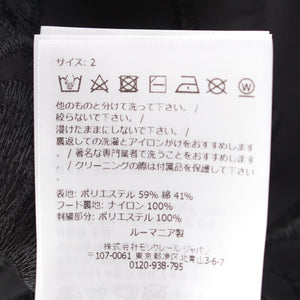 サイズ: 2
他のものと分けて洗って下さい。 /
絞らないで下さい。 /
浸けたままにしないで下さい。 /
裏返しての洗濯とアイロンがけをおすすめします
。/ 著名な専門業者で洗うことをおすすめします
。/ クリーニングの際は付属品を保護して下さい。
/
表地: ポリエステル 59% 綿 41%
フード裏地: ナイロン 100%
刺繍部分: ポリエステル 100%
ルーマニア製
株式会社モンクレール ジャパン
〒107-0061 東京都港区北青山3-6-7
0120-938-795